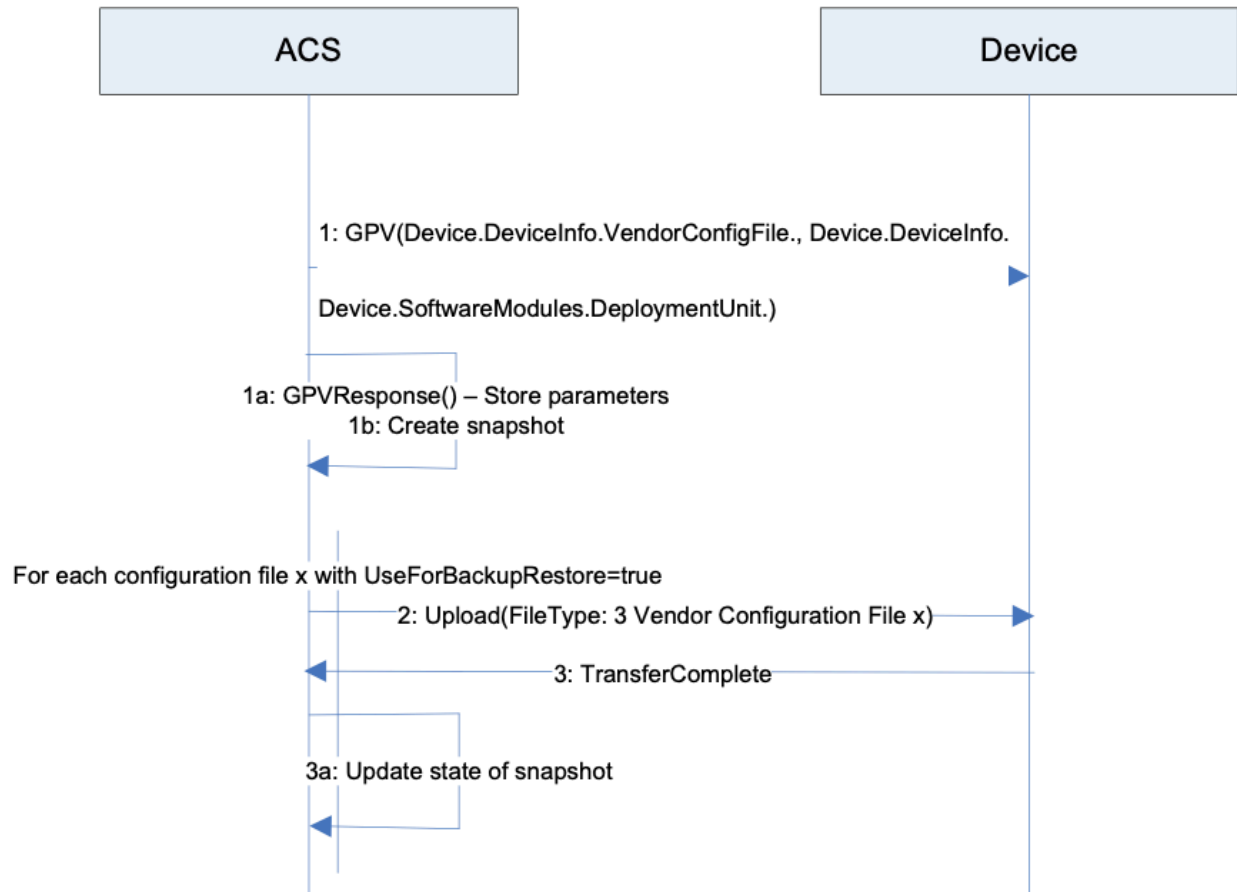 ACS
Device
1: GPV(Device.DeviceInfo.VendorConfigFile., Device.DeviceInfo.
Device.SoftwareModules.DeploymentUnit.)
1a: GPVResponse() – Store parameters
1b: Create snapshot
For each configuration file x with UseForBackupRestore=true
2: Upload(FileType: 3 Vendor Configuration File x)
3: TransferComplete
3a: Update state of snapshot